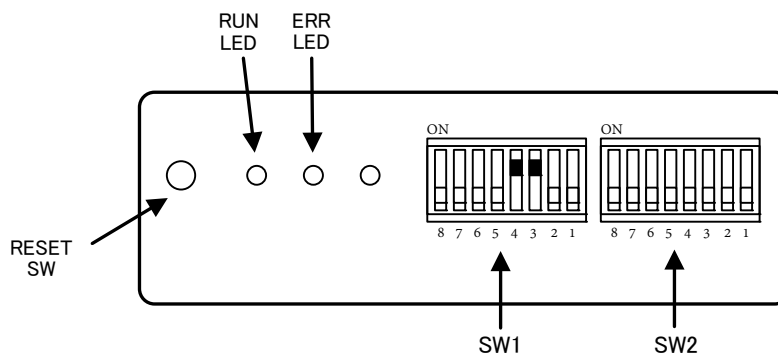 RUN
LED
ERR
LED
ON
ON
8 7 6 5 4 3 2 1
8 7 6 5 4 3 2 1
RESET
SW
SW1
SW2